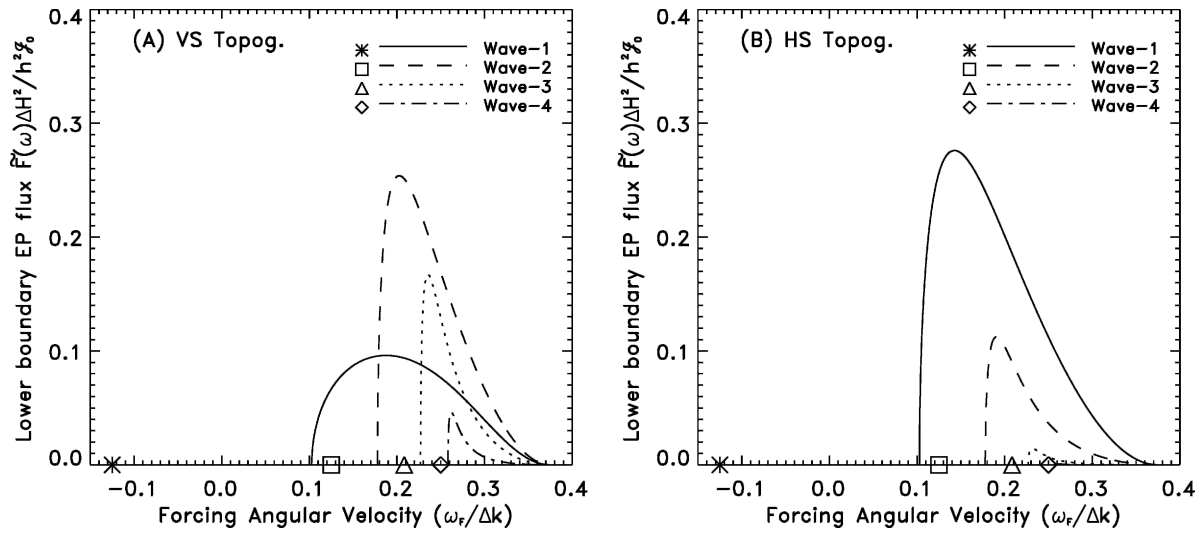 (A) VS Topog.
Wave-1
Wave-2
Wave-3
Wave-4
Lower boundary EP flux F̃(ω)ΔH²/h²𝒥₀
0.4
0.3
0.2
0.1
0.0
-0.1 0.0 0.1 0.2 0.3 0.4
Forcing Angular Velocity (ω_F/Δk)
(B) HS Topog.
Wave-1
Wave-2
Wave-3
Wave-4
Lower boundary EP flux F̃(ω)ΔH²/h²𝒥₀
0.4
0.3
0.2
0.1
0.0
-0.1 0.0 0.1 0.2 0.3 0.4
Forcing Angular Velocity (ω_F/Δk)